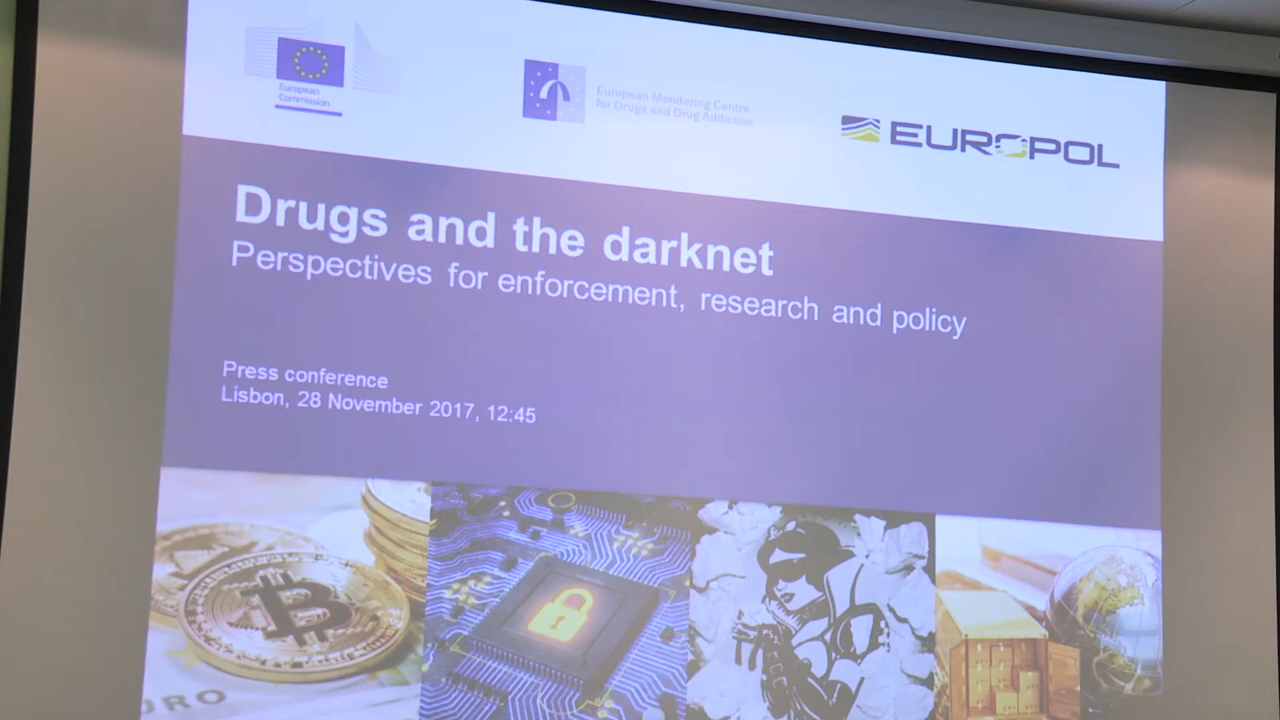 European
Commission
European Monitoring Centre
for Drugs and Drug Addiction
EUROPOL
Drugs and the darknet
Perspectives for enforcement, research and policy
Press conference
Lisbon, 28 November 2017, 12:45
URO